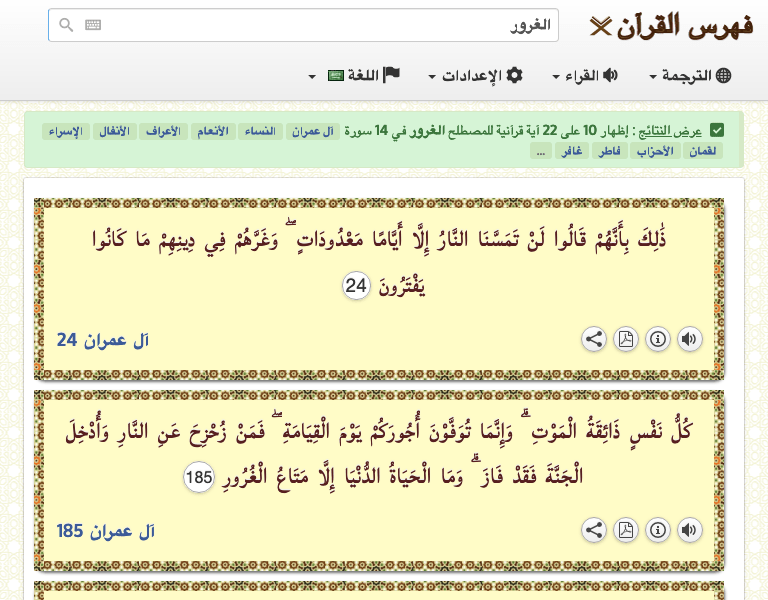 فهرس القرآن
الغرور
الترجمة القراء الإعدادات اللغة
عرض النتائج : إظهار 10 على 22 آية قرآنية للمصطلح الغرور في 14 سورة آل عمران النساء الأنعام الأعراف الأنفال الإسراء
لقمان الأحزاب فاطر غافر ...
ذَٰلِكَ بِأَنَّهُمْ قَالُوا لَنْ تَمَسَّنَا النَّارُ إِلَّا أَيَّامًا مَعْدُودَاتٍ ۖ وَغَرَّهُمْ فِي دِينِهِمْ مَا كَانُوا
يَفْتَرُونَ 24
آل عمران 24
كُلُّ نَفْسٍ ذَائِقَةُ الْمَوْتِ ۗ وَإِنَّمَا تُوَفَّوْنَ أُجُورَكُمْ يَوْمَ الْقِيَامَةِ ۖ فَمَنْ زُحْزِحَ عَنِ النَّارِ وَأُدْخِلَ
الْجَنَّةَ فَقَدْ فَازَ ۗ وَمَا الْحَيَاةُ الدُّنْيَا إِلَّا مَتَاعُ الْغُرُورِ 185
آل عمران 185